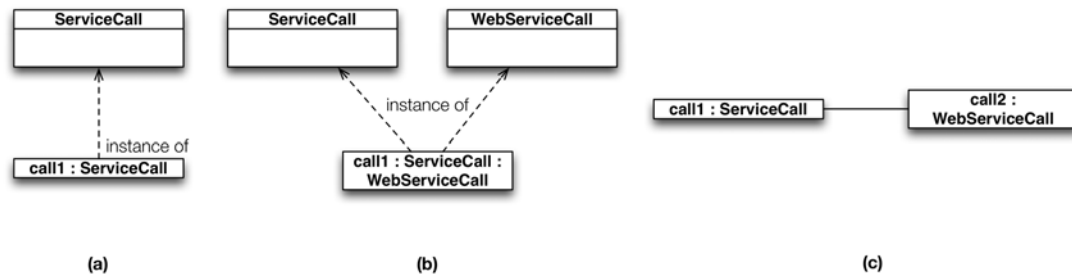 ServiceCall
instance of
call1 : ServiceCall
(a)
ServiceCall
WebServiceCall
instance of
call1 : ServiceCall :
WebServiceCall
(b)
call1 : ServiceCall
call2 :
WebServiceCall
(c)